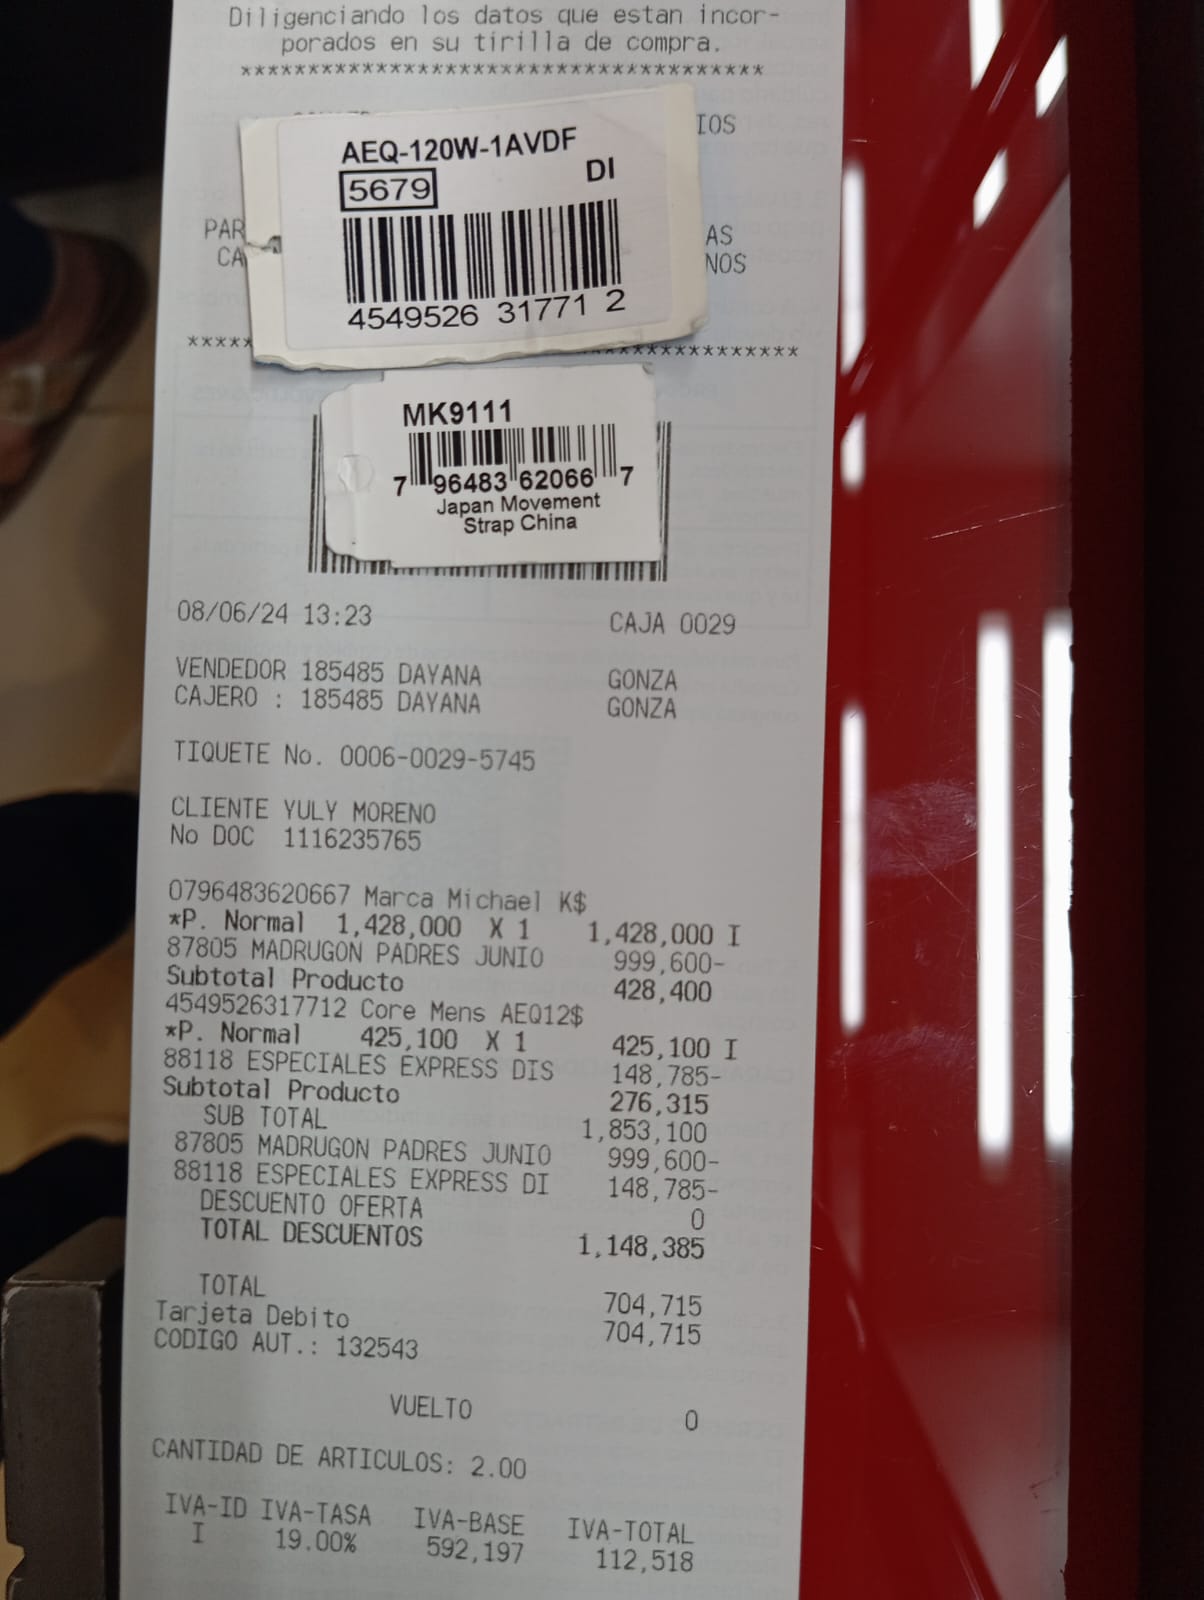 Diligenciando los datos que estan incor-
porados en su tirilla de compra.
***************************************
IOS
AEQ-120W-1AVDF
DI
5679
4549526 31771 2
PAR AS
CA NOS
***** *****************
MK9111
7 96483 62066 7
Japan Movement
Strap China
08/06/24 13:23 CAJA 0029
VENDEDOR 185485 DAYANA GONZA
CAJERO : 185485 DAYANA GONZA
TIQUETE No. 0006-0029-5745
CLIENTE YULY MORENO
No DOC 1116235765
0796483620667 Marca Michael K$
*P. Normal 1,428,000 X 1 1,428,000 I
87805 MADRUGON PADRES JUNIO 999,600-
Subtotal Producto 428,400
4549526317712 Core Mens AEQ12$
*P. Normal 425,100 X 1 425,100 I
88118 ESPECIALES EXPRESS DIS 148,785-
Subtotal Producto 276,315
SUB TOTAL 1,853,100
87805 MADRUGON PADRES JUNIO 999,600-
88118 ESPECIALES EXPRESS DI 148,785-
DESCUENTO OFERTA 0
TOTAL DESCUENTOS 1,148,385
TOTAL 704,715
Tarjeta Debito 704,715
CODIGO AUT.: 132543
VUELTO 0
CANTIDAD DE ARTICULOS: 2.00
IVA-ID IVA-TASA IVA-BASE IVA-TOTAL
I 19.00% 592,197 112,518